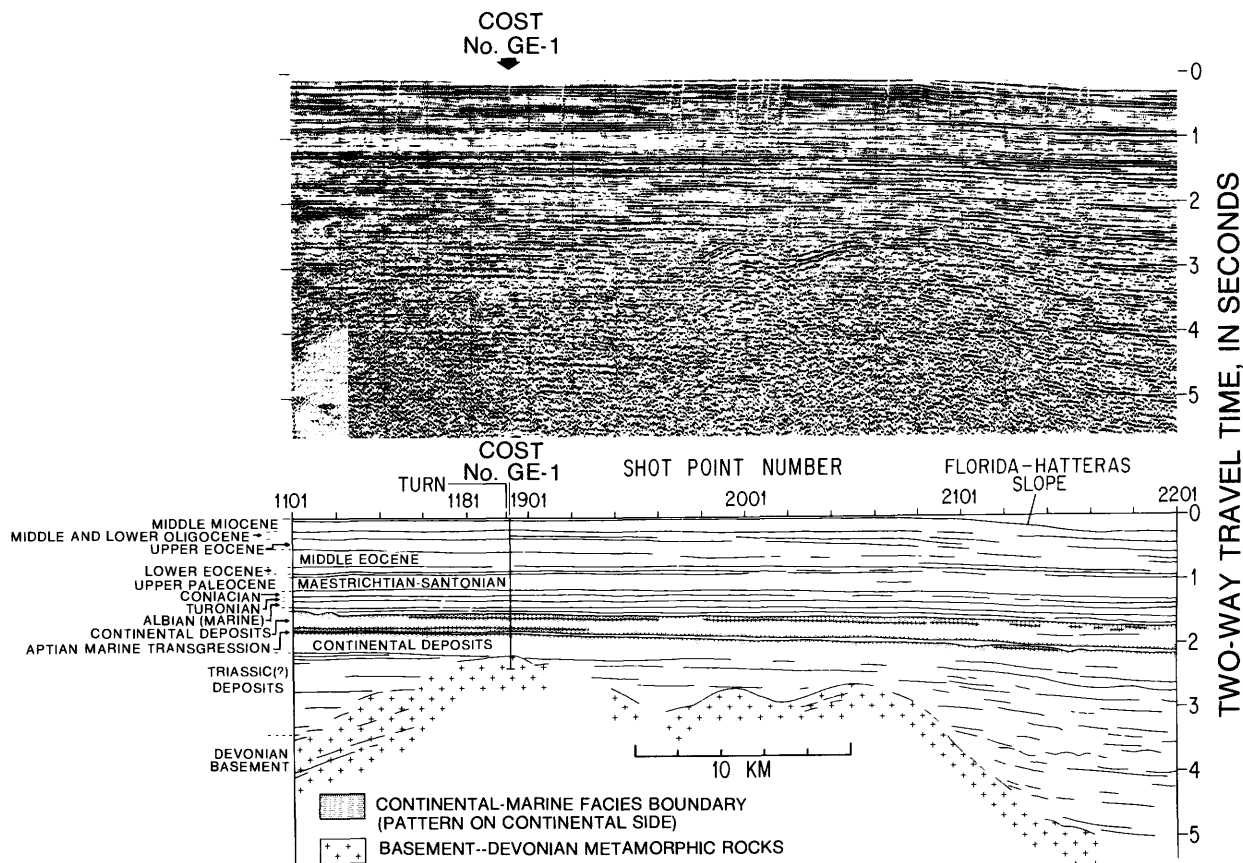 COST
No. GE-1
0
1
2
3
4
5
TWO-WAY TRAVEL TIME, IN SECONDS
COST
No. GE-1
TURN
SHOT POINT NUMBER
FLORIDA-HATTERAS
SLOPE
1101
1181
1901
2001
2101
2201
0
1
2
3
4
5
MIDDLE MIOCENE
MIDDLE AND LOWER OLIGOCENE
UPPER EOCENE
MIDDLE EOCENE
LOWER EOCENE+
UPPER PALEOCENE
MAESTRICHTIAN-SANTONIAN
CONIACIAN
TURONIAN
ALBIAN (MARINE)
CONTINENTAL DEPOSITS
APTIAN MARINE TRANSGRESSION
CONTINENTAL DEPOSITS
TRIASSIC(?)
DEPOSITS
DEVONIAN
BASEMENT
10 KM
CONTINENTAL-MARINE FACIES BOUNDARY
(PATTERN ON CONTINENTAL SIDE)
BASEMENT--DEVONIAN METAMORPHIC ROCKS